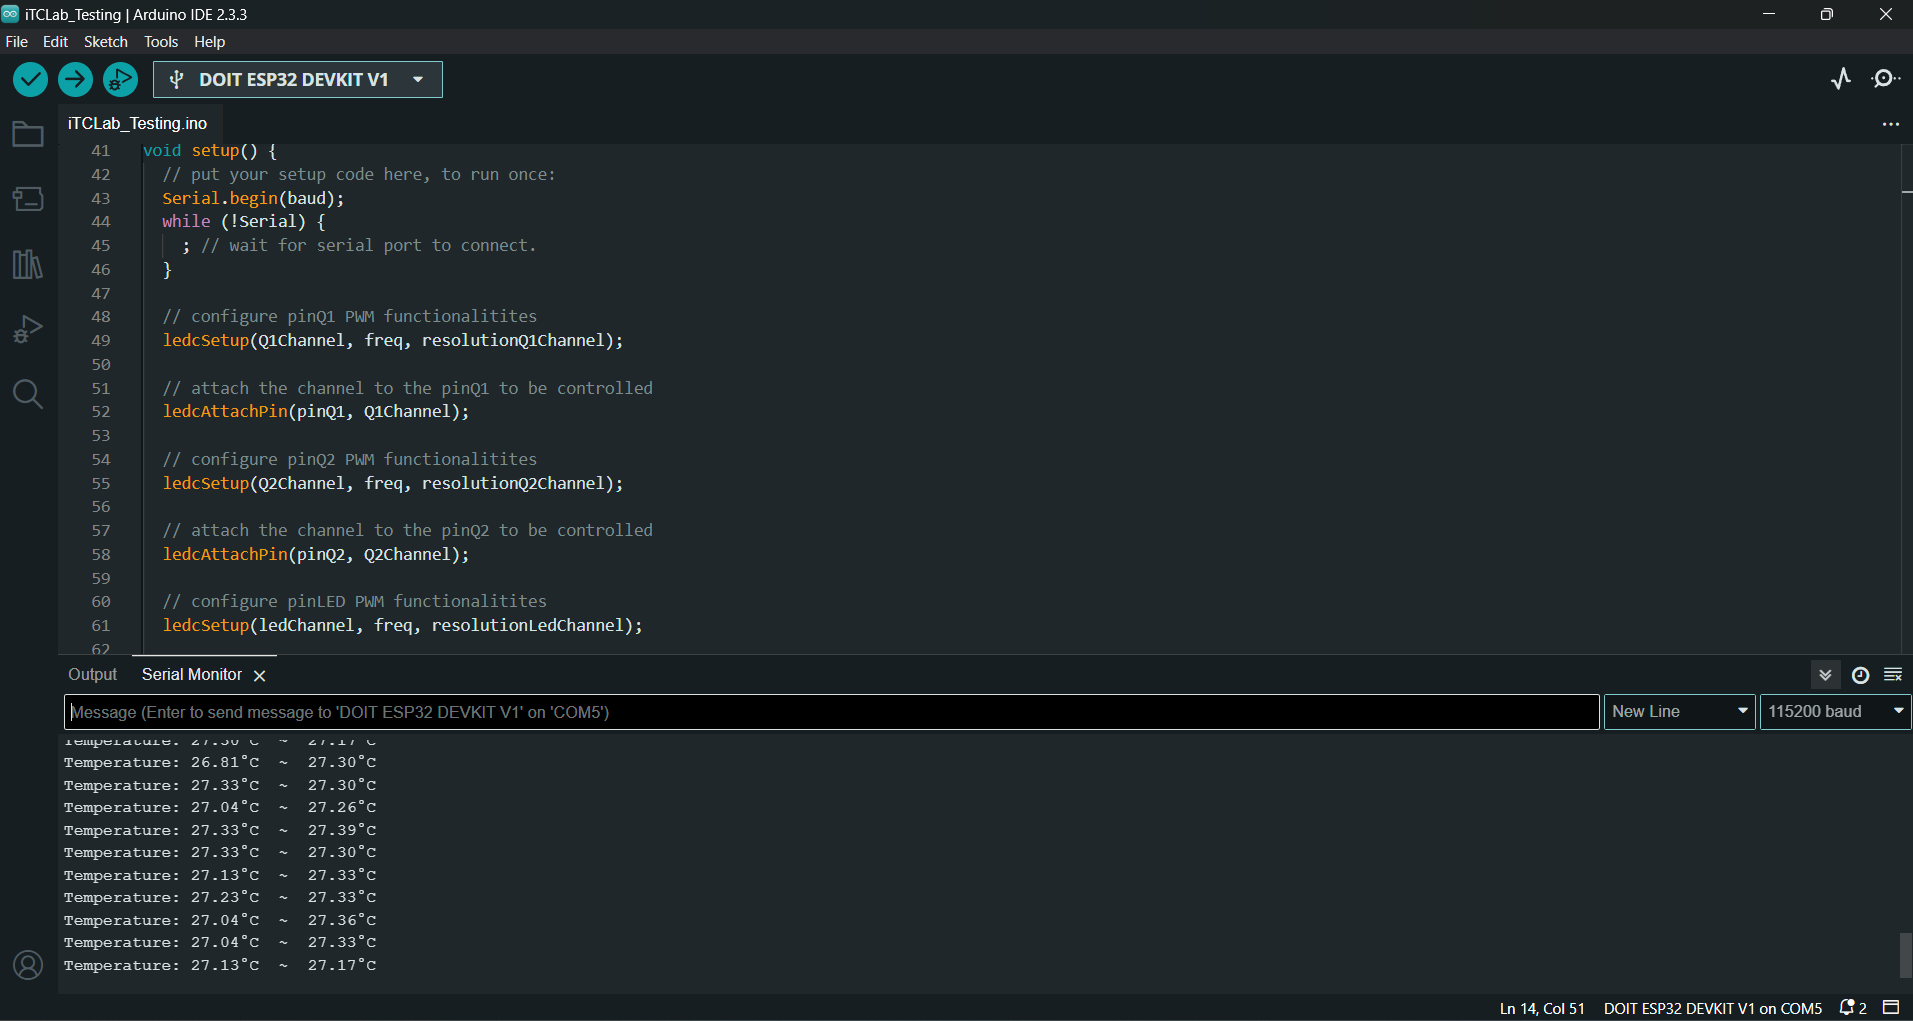 iTCLab_Testing | Arduino IDE 2.3.3
File Edit Sketch Tools Help
DOIT ESP32 DEVKIT V1
iTCLab_Testing.ino
41 void setup() {
42 // put your setup code here, to run once:
43 Serial.begin(baud);
44 while (!Serial) {
45 ; // wait for serial port to connect.
46 }
47
48 // configure pinQ1 PWM functionalitites
49 ledcSetup(Q1Channel, freq, resolutionQ1Channel);
50
51 // attach the channel to the pinQ1 to be controlled
52 ledcAttachPin(pinQ1, Q1Channel);
53
54 // configure pinQ2 PWM functionalitites
55 ledcSetup(Q2Channel, freq, resolutionQ2Channel);
56
57 // attach the channel to the pinQ2 to be controlled
58 ledcAttachPin(pinQ2, Q2Channel);
59
60 // configure pinLED PWM functionalitites
61 ledcSetup(ledChannel, freq, resolutionLedChannel);
62
Output Serial Monitor
Message (Enter to send message to 'DOIT ESP32 DEVKIT V1' on 'COM5') New Line 115200 baud
Temperature: 27.30°C ~ 27.17°C
Temperature: 26.81°C ~ 27.30°C
Temperature: 27.33°C ~ 27.30°C
Temperature: 27.04°C ~ 27.26°C
Temperature: 27.33°C ~ 27.39°C
Temperature: 27.33°C ~ 27.30°C
Temperature: 27.13°C ~ 27.33°C
Temperature: 27.23°C ~ 27.33°C
Temperature: 27.04°C ~ 27.36°C
Temperature: 27.04°C ~ 27.33°C
Temperature: 27.13°C ~ 27.17°C
Ln 14, Col 51 DOIT ESP32 DEVKIT V1 on COM5 2